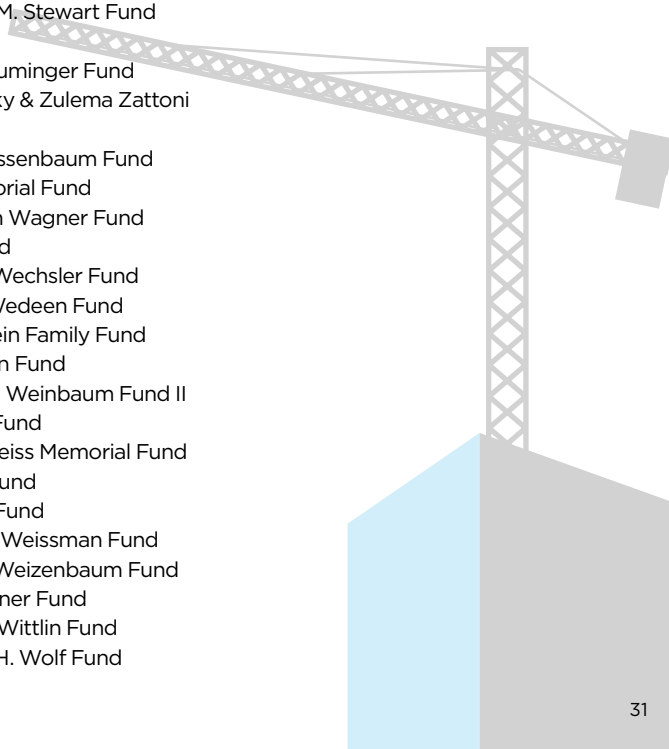 M. Stewart Fund
uminger Fund
ky & Zulema Zattoni
ssenbaum Fund
orial Fund
n Wagner Fund
d
Wechsler Fund
Vedeen Fund
ein Family Fund
n Fund
Weinbaum Fund II
Fund
eiss Memorial Fund
und
Fund
Weissman Fund
Weizenbaum Fund
ner Fund
Wittlin Fund
H. Wolf Fund
31